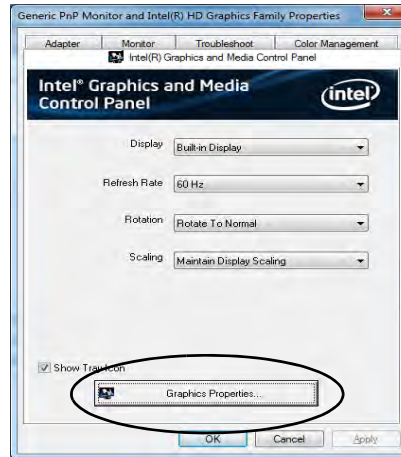 Generic PnP Monitor and Intel(R) HD Graphics Family Properties
Adapter Monitor Troubleshoot Color Management
Intel(R) Graphics and Media Control Panel
Intel® Graphics and Media
Control Panel
intel
Display Built-in Display
Refresh Rate 60 Hz
Rotation Rotate To Normal
Scaling Maintain Display Scaling
Show Tray Icon
Graphics Properties...
OK Cancel Apply